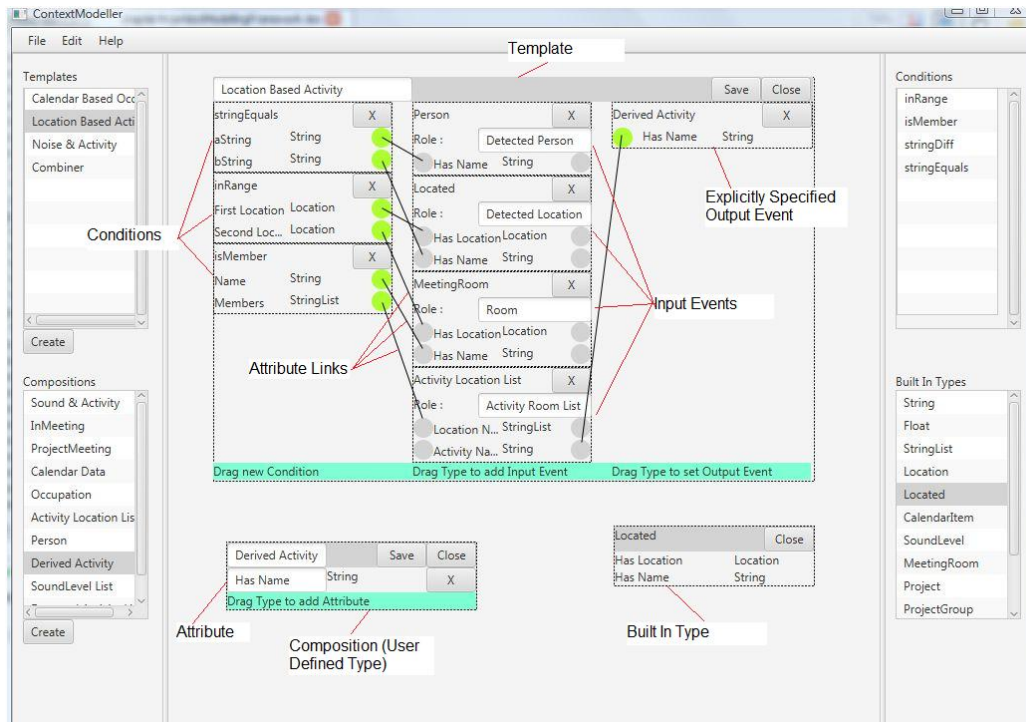 ContextModeller
File Edit Help
Template
Templates
Calendar Based Occ
Location Based Acti
Noise & Activity
Combiner
Create
Compositions
Sound & Activity
InMeeting
ProjectMeeting
Calendar Data
Occupation
Activity Location Lis
Person
Derived Activity
SoundLevel List
Create
Location Based Activity Save Close
stringEquals X
aString String
bString String
inRange X
First Location Location
Second Loc... Location
isMember X
Name String
Members StringList
Drag new Condition
Person X
Role : Detected Person
Has Name String
Located X
Role : Detected Location
Has Location Location
Has Name String
MeetingRoom X
Role : Room
Has Location Location
Has Name String
Activity Location List X
Role : Activity Room List
Location N... StringList
Activity Na... String
Drag Type to add Input Event
Derived Activity X
Has Name String
Drag Type to set Output Event
Conditions
Attribute Links
Explicitly Specified
Output Event
Input Events
Derived Activity Save Close
Has Name String X
Drag Type to add Attribute
Attribute
Composition (User
Defined Type)
Located Close
Has Location Location
Has Name String
Built In Type
Conditions
inRange
isMember
stringDiff
stringEquals
Built In Types
String
Float
StringList
Location
Located
CalendarItem
SoundLevel
MeetingRoom
Project
ProjectGroup